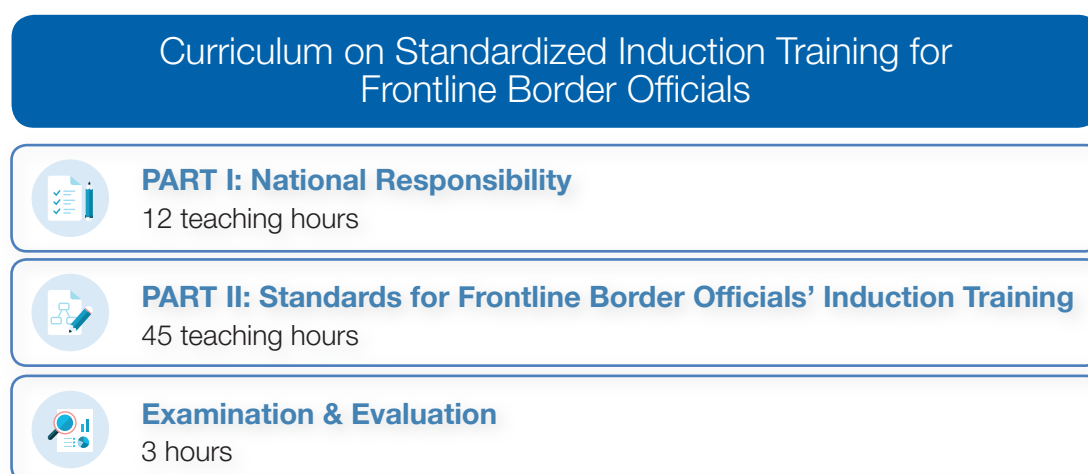 Curriculum on Standardized Induction Training for
Frontline Border Officials
PART I: National Responsibility
12 teaching hours
PART II: Standards for Frontline Border Officials’ Induction Training
45 teaching hours
Examination & Evaluation
3 hours